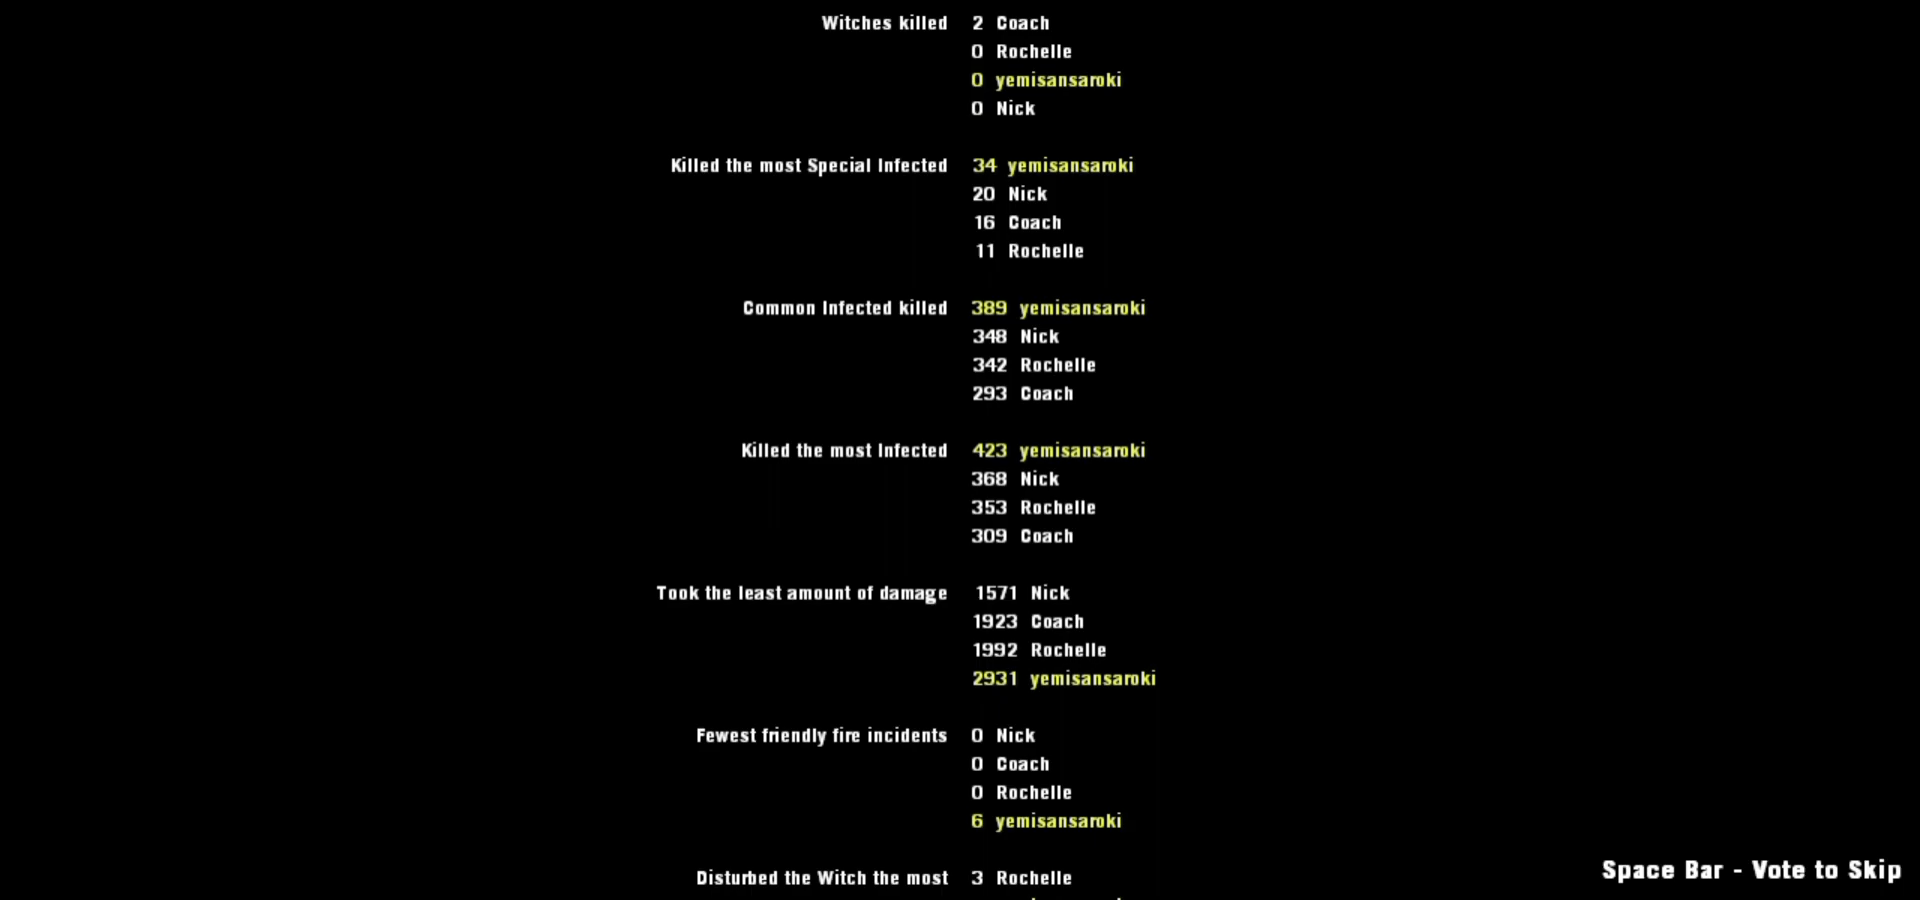 Witches killed 2 Coach
0 Rochelle
0 yemisansaroki
0 Nick
Killed the most Special Infected 34 yemisansaroki
20 Nick
16 Coach
11 Rochelle
Common Infected killed 389 yemisansaroki
348 Nick
342 Rochelle
293 Coach
Killed the most Infected 423 yemisansaroki
368 Nick
353 Rochelle
309 Coach
Took the least amount of damage 1571 Nick
1923 Coach
1992 Rochelle
2931 yemisansaroki
Fewest friendly fire incidents 0 Nick
0 Coach
0 Rochelle
6 yemisansaroki
Disturbed the Witch the most 3 Rochelle
Space Bar - Vote to Skip